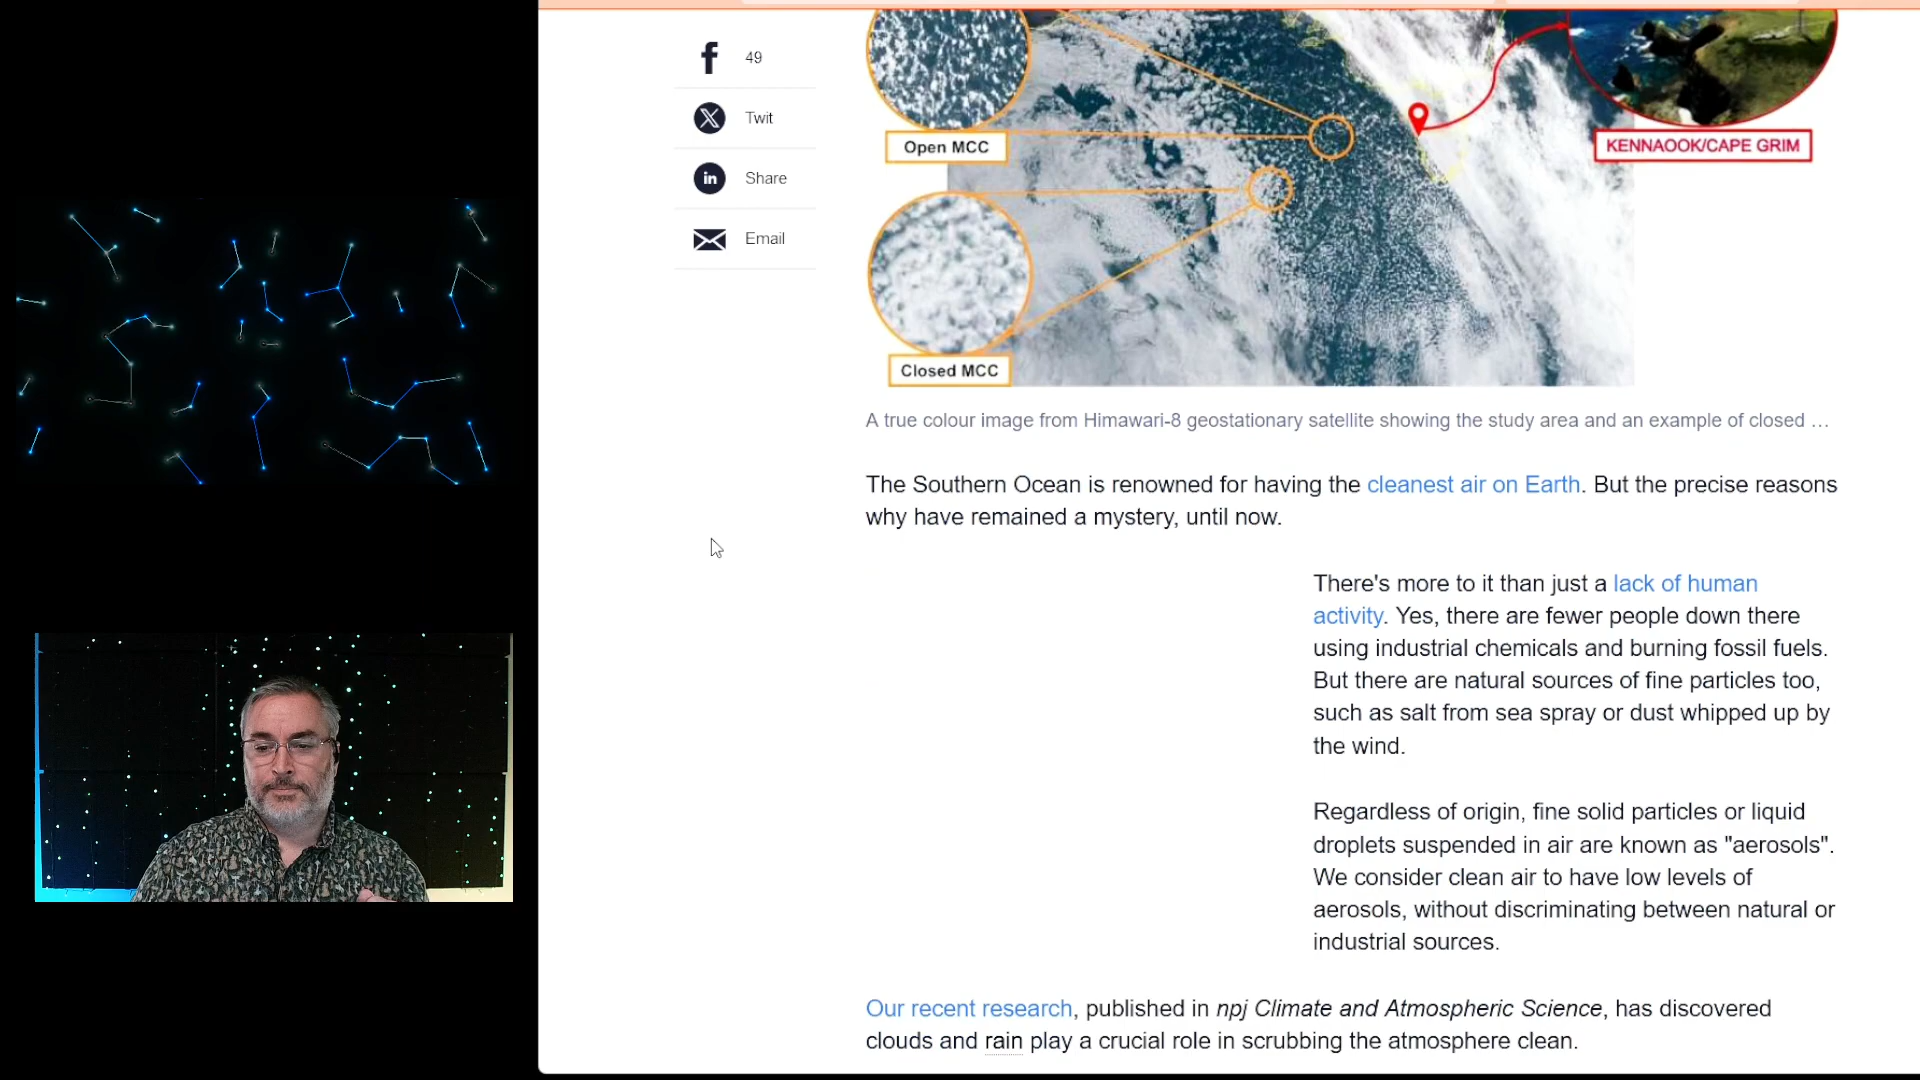 49
Twit
Share
Email
Open MCC
KENNAOOK/CAPE GRIM
Closed MCC
A true colour image from Himawari-8 geostationary satellite showing the study area and an example of closed …
The Southern Ocean is renowned for having the cleanest air on Earth. But the precise reasons
why have remained a mystery, until now.
There's more to it than just a lack of human
activity. Yes, there are fewer people down there
using industrial chemicals and burning fossil fuels.
But there are natural sources of fine particles too,
such as salt from sea spray or dust whipped up by
the wind.
Regardless of origin, fine solid particles or liquid
droplets suspended in air are known as "aerosols".
We consider clean air to have low levels of
aerosols, without discriminating between natural or
industrial sources.
Our recent research, published in npj Climate and Atmospheric Science, has discovered
clouds and rain play a crucial role in scrubbing the atmosphere clean.